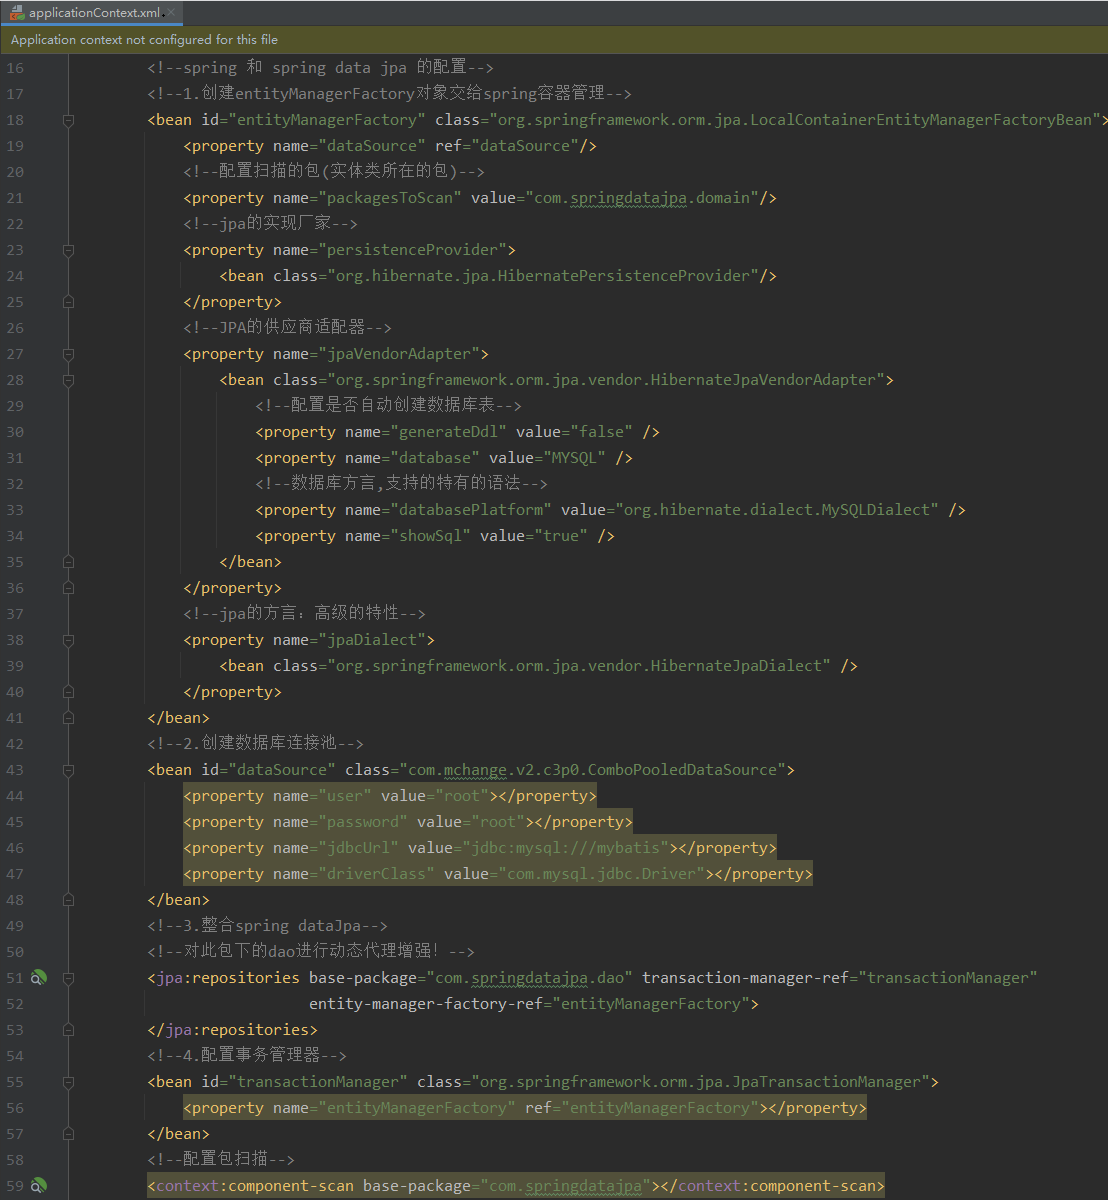 applicationContext.xml
Application context not configured for this file
16 <!--spring 和 spring data jpa 的配置-->
17 <!--1.创建entityManagerFactory对象交给spring容器管理-->
18 <bean id="entityManagerFactory" class="org.springframework.orm.jpa.LocalContainerEntityManagerFactoryBean">
19 <property name="dataSource" ref="dataSource"/>
20 <!--配置扫描的包(实体类所在的包)-->
21 <property name="packagesToScan" value="com.springdatajpa.domain"/>
22 <!--jpa的实现厂家-->
23 <property name="persistenceProvider">
24 <bean class="org.hibernate.jpa.HibernatePersistenceProvider"/>
25 </property>
26 <!--JPA的供应商适配器-->
27 <property name="jpaVendorAdapter">
28 <bean class="org.springframework.orm.jpa.vendor.HibernateJpaVendorAdapter">
29 <!--配置是否自动创建数据库表-->
30 <property name="generateDdl" value="false" />
31 <property name="database" value="MYSQL" />
32 <!--数据库方言,支持的特有的语法-->
33 <property name="databasePlatform" value="org.hibernate.dialect.MySQLDialect" />
34 <property name="showSql" value="true" />
35 </bean>
36 </property>
37 <!--jpa的方言：高级的特性-->
38 <property name="jpaDialect">
39 <bean class="org.springframework.orm.jpa.vendor.HibernateJpaDialect" />
40 </property>
41 </bean>
42 <!--2.创建数据库连接池-->
43 <bean id="dataSource" class="com.mchange.v2.c3p0.ComboPooledDataSource">
44 <property name="user" value="root"></property>
45 <property name="password" value="root"></property>
46 <property name="jdbcUrl" value="jdbc:mysql:///mybatis"></property>
47 <property name="driverClass" value="com.mysql.jdbc.Driver"></property>
48 </bean>
49 <!--3.整合spring dataJpa-->
50 <!--对此包下的dao进行动态代理增强！-->
51 <jpa:repositories base-package="com.springdatajpa.dao" transaction-manager-ref="transactionManager"
52 entity-manager-factory-ref="entityManagerFactory">
53 </jpa:repositories>
54 <!--4.配置事务管理器-->
55 <bean id="transactionManager" class="org.springframework.orm.jpa.JpaTransactionManager">
56 <property name="entityManagerFactory" ref="entityManagerFactory"></property>
57 </bean>
58 <!--配置包扫描-->
59 <context:component-scan base-package="com.springdatajpa"></context:component-scan>